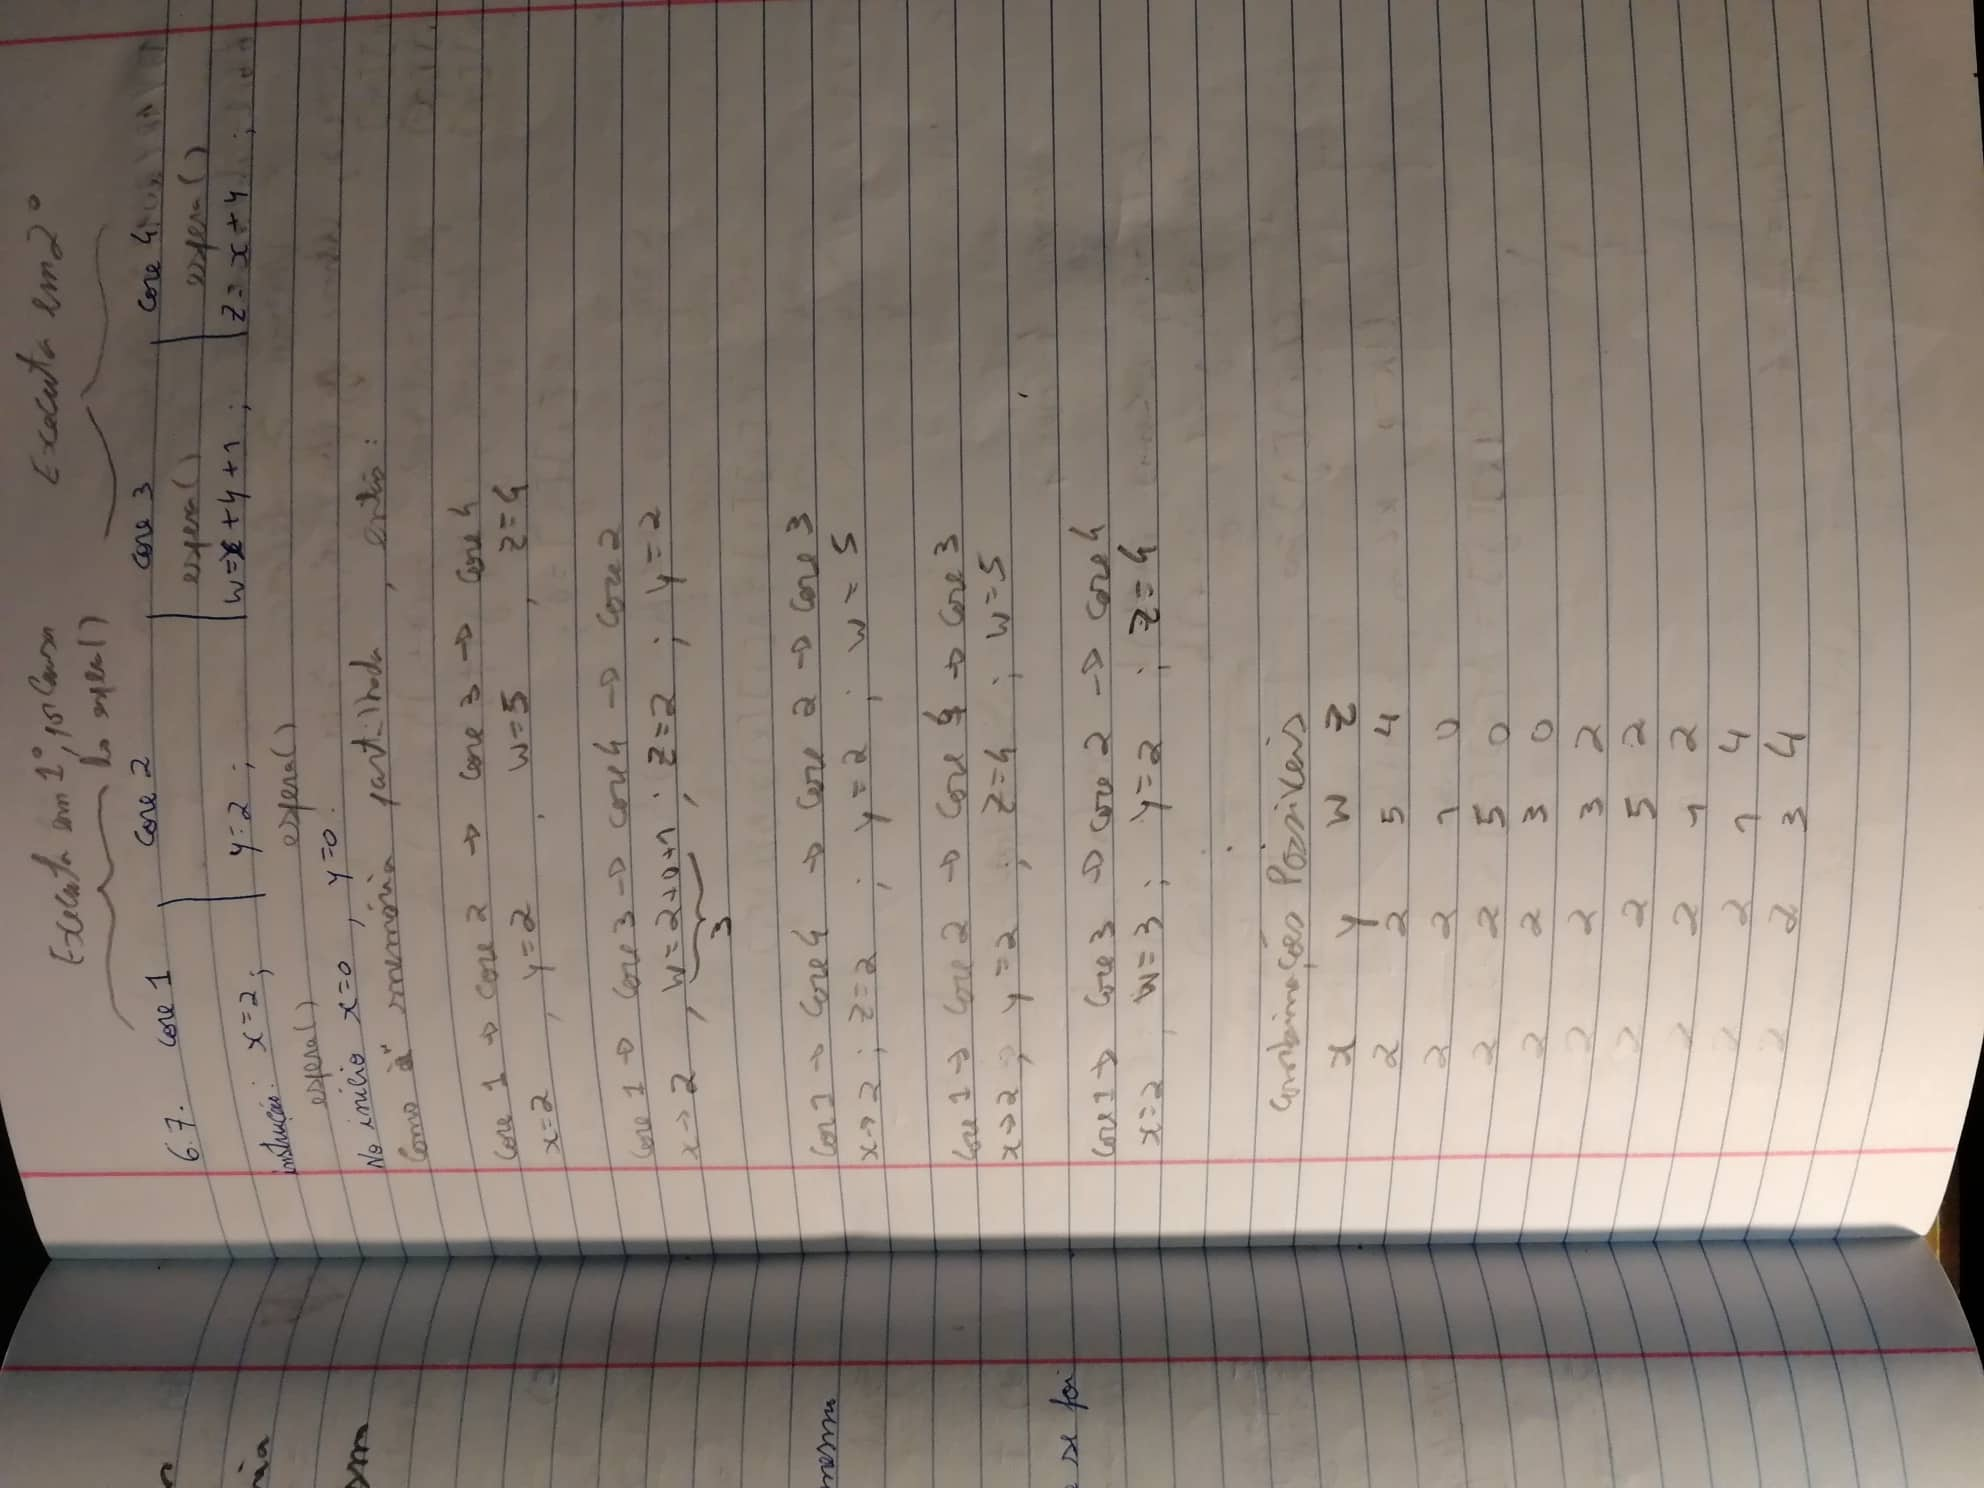 Executa em 1°, por causa Executa em 2°
do espera()
6.7. Core 1 Core 2 Core 3 Core 4
espera() espera()
instrução: x=2; y=2; w=x+y+1; z=x+y;
espera() espera()
No início x=0, y=0.
Como a memória partilhada, então:
Core 1 → Core 2 → Core 3 → Core 4
x=2, y=2, w=5, z=4
Core 1 → Core 3 → Core 4 → Core 2
x→2, w=2+0+1; z=2; y=2
3
Core 1 → Core 4 → Core 2 → Core 3
x→2; z=2; y=2; w=5
Core 1 → Core 2 → Core 4 → Core 3
x→2, y=2; z=4; w=5
Core 1 → Core 3 → Core 2 → Core 4
x=2, w=3; y=2; z=4
Combinações Possíveis
x y w z
2 2 5 4
2 2 1 0
2 2 5 0
2 2 3 0
2 2 3 2
2 2 5 2
2 2 1 2
2 2 1 4
2 2 3 4
nesma
e x foi